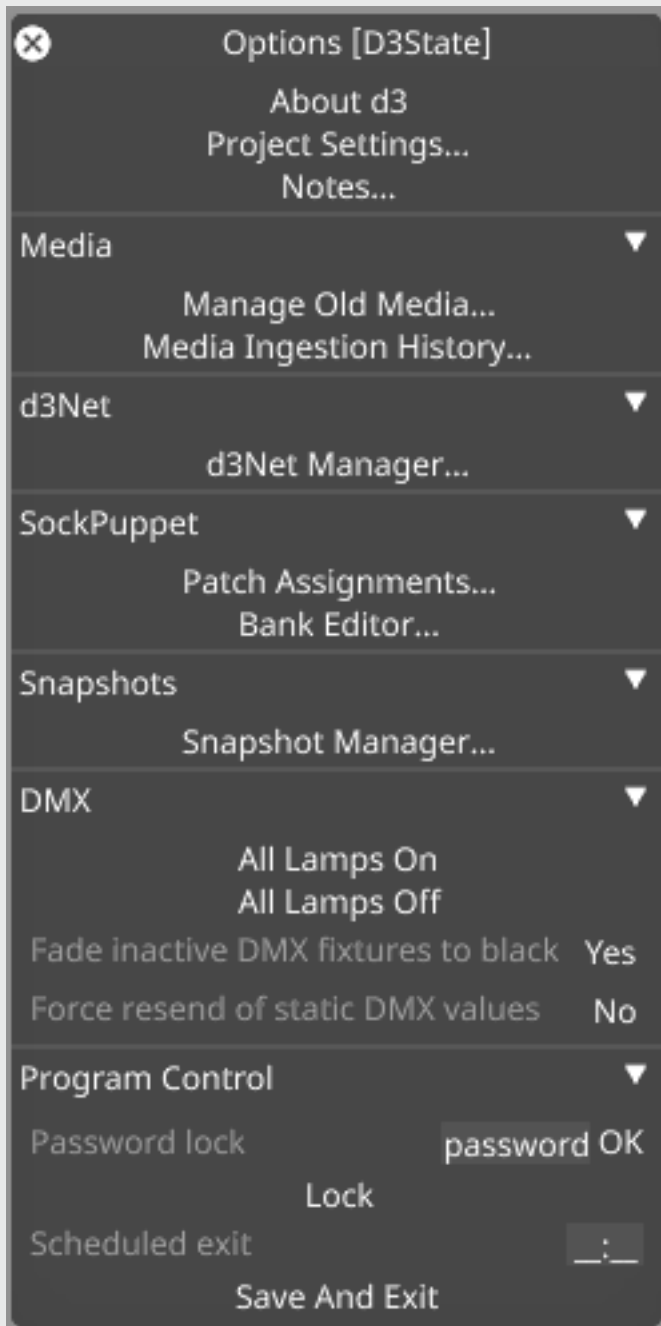 Options [D3State]
About d3
Project Settings...
Notes...
Media
Manage Old Media...
Media Ingestion History...
d3Net
d3Net Manager...
SockPuppet
Patch Assignments...
Bank Editor...
Snapshots
Snapshot Manager...
DMX
All Lamps On
All Lamps Off
Fade inactive DMX fixtures to black Yes
Force resend of static DMX values No
Program Control
Password lock password OK
Lock
Scheduled exit __:__
Save And Exit